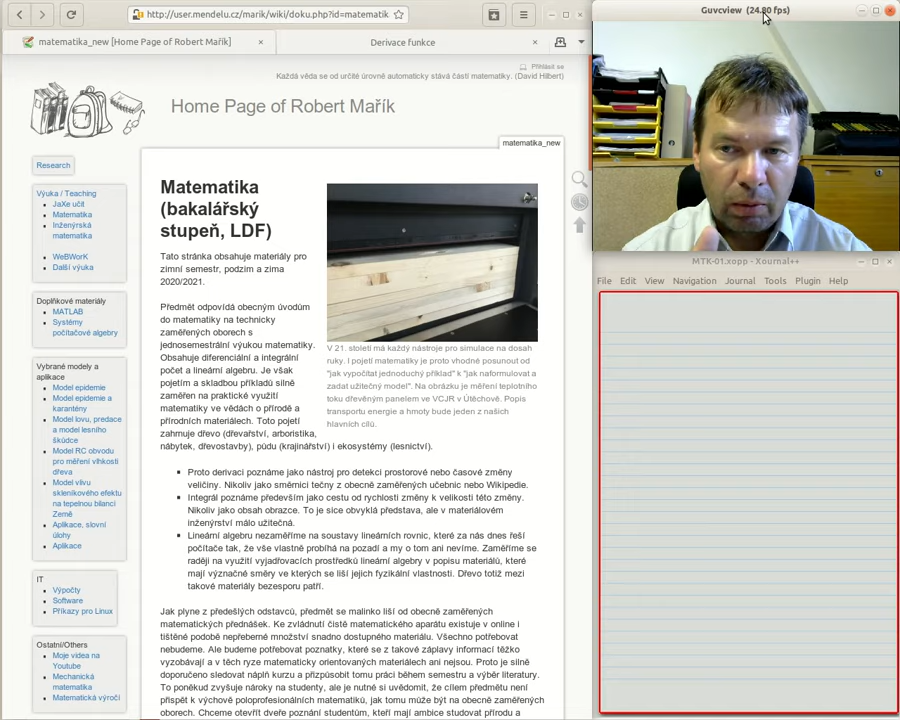 http://user.mendelu.cz/marik/wiki/doku.php?id=matematik
matematika_new [Home Page of Robert Mařík]
Derivace funkce
Přihlásit se
Každá věda se od určité úrovně automaticky stává částí matematiky. (David Hilbert)
Home Page of Robert Mařík
matematika_new
Research
Výuka / Teaching
JaXe učit
Matematika
Inženýrská
matematika
WeBWorK
Další výuka
Doplňkové materiály
MATLAB
Systémy
počítačové algebry
Vybrané modely a
aplikace
Model epidemie
Model epidemie a
karantény
Model lovu, predace
a model lesního
škůdce
Model RC obvodu
pro měření vlhkosti
dřeva
Model vlivu
skleníkového efektu
na tepelnou bilanci
Země
Aplikace, slovní
úlohy
Aplikace
IT
Výpočty
Software
Příkazy pro Linux
Ostatní/Others
Moje videa na
Youtube
Mechanická
matematika
Matematická výročí
Matematika
(bakalářský
stupeň, LDF)
Tato stránka obsahuje materiály pro
zimní semestr, podzim a zima
2020/2021.
Předmět odpovídá obecným úvodům
do matematiky na technicky
zaměřených oborech s
jednosemestrální výukou matematiky.
Obsahuje diferenciální a integrální
počet a lineární algebru. Je však
pojetím a skladbou příkladů silně
zaměřen na praktické využití
matematiky ve vědách o přírodě a
přírodních materiálech. Toto pojetí
zahrnuje dřevo (dřevařství, arboristika,
nábytek, dřevostavby), půdu (krajinářství) i ekosystémy (lesnictví).
V 21. století má každý nástroje pro simulace na dosah
ruky. I pojetí matematiky je proto vhodné posunout od
"jak vypočítat jednoduchý příklad" k "jak naformulovat a
zadat užitečný model". Na obrázku je měření teplotního
toku dřevěným panelem ve VCJR v Útěchově. Popis
transportu energie a hmoty bude jeden z našich
hlavních cílů.
Proto derivaci poznáme jako nástroj pro detekci prostorové nebo časové změny
veličiny. Nikoliv jako směrnici tečny z obecně zaměřených učebnic nebo Wikipedie.
Integrál poznáme především jako cestu od rychlosti změny k velikosti této změny.
Nikoliv jako obsah obrazce. To je sice obvyklá představa, ale v materiálovém
inženýrství málo užitečná.
Lineární algebru nezaměříme na soustavy lineárních rovnic, které za nás dnes řeší
počítače tak, že vše vlastně probíhá na pozadí a my o tom ani nevíme. Zaměříme se
raději na využití vyjadřovacích prostředků lineární algebry v popisu materiálů, které
mají význačné směry ve kterých se liší jejich fyzikální vlastnosti. Dřevo totiž mezi
takové materiály bezesporu patří.
Jak plyne z předešlých odstavců, předmět se malinko liší od obecně zaměřených
matematických přednášek. Ke zvládnutí čistě matematického aparátu existuje v online i
tištěné podobě nepřeberné množství snadno dostupného materiálu. Všechno potřebovat
nebudeme. Ale budeme potřebovat poznatky, které se z takové záplavy informací těžko
vyzobávají a v těch ryze matematicky orientovaných materiálech ani nejsou. Proto je silně
doporučeno sledovat náplň kurzu a přizpůsobit tomu práci během semestru a výběr literatury.
To poněkud zvyšuje nároky na studenty, ale je nutné si uvědomit, že cílem předmětu není
přispět k výchově poloprofesionálních matematiků, jak tomu může být na obecně zaměřených
oborech. Chceme otevřít dveře poznání studentům, kteří mají ambice studovat přírodu a
Guvcview (24.90 fps)
MTK-01.xopp - Xournal++
File Edit View Navigation Journal Tools Plugin Help